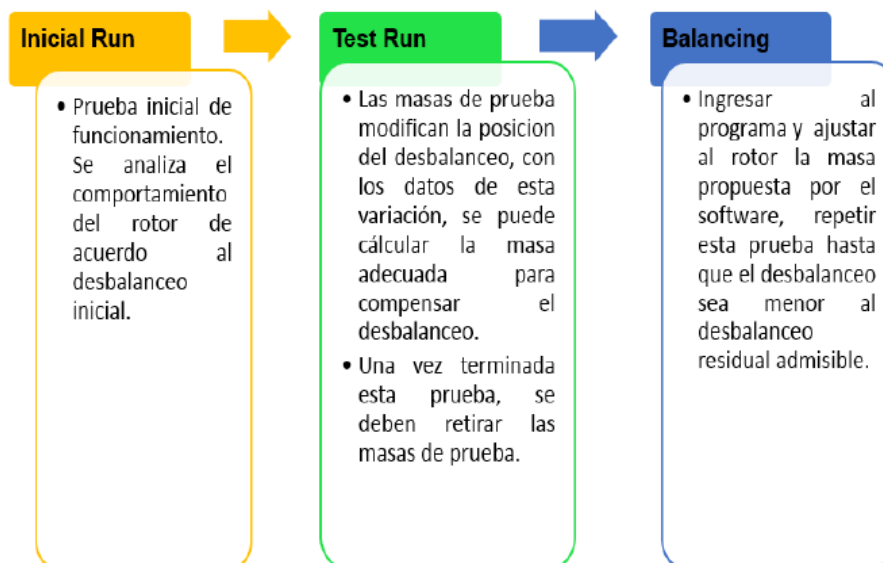 Inicial Run
• Prueba inicial de
funcionamiento.
Se analiza el
comportamiento
del rotor de
acuerdo al
desbalanceo
inicial.
Test Run
• Las masas de prueba
modifican la posicion
del desbalanceo, con
los datos de esta
variación, se puede
cálcular la masa
adecuada para
compensar el
desbalanceo.
• Una vez terminada
esta prueba, se
deben retirar las
masas de prueba.
Balancing
• Ingresar al
programa y ajustar
al rotor la masa
propuesta por el
software, repetir
esta prueba hasta
que el desbalanceo
sea menor al
desbalanceo
residual admisible.